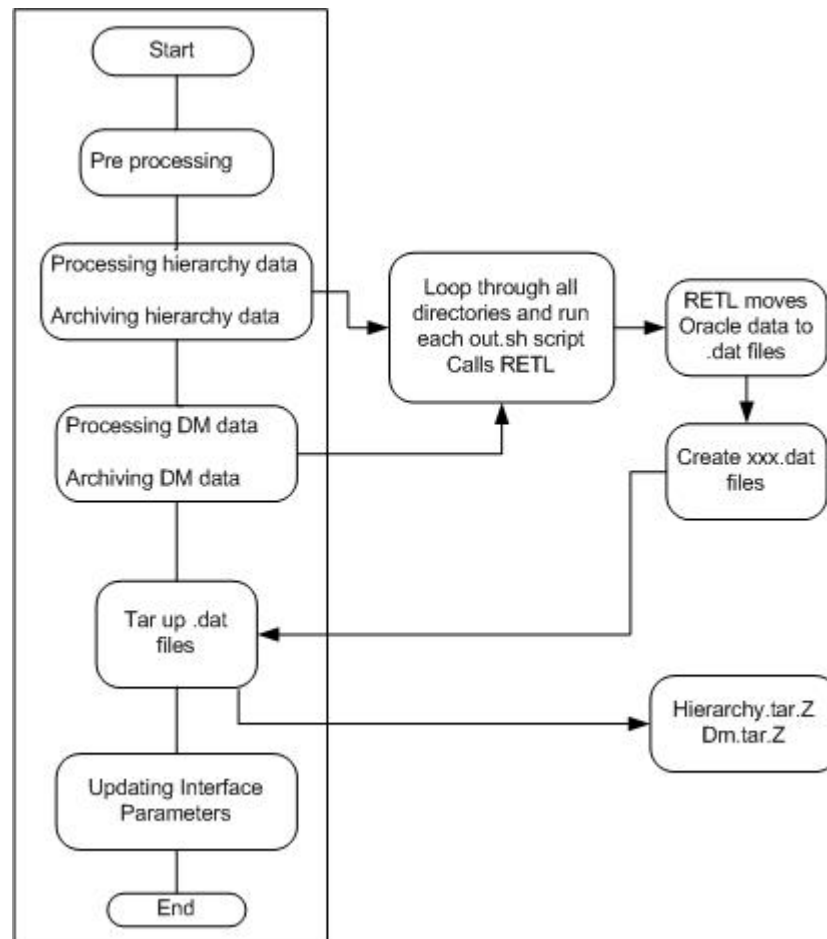 Start
Pre processing
Processing hierarchy data
Archiving hierarchy data
Loop through all
directories and run
each out.sh script
Calls RETL
RETL moves
Oracle data to
.dat files
Processing DM data
Archiving DM data
Create xxx.dat
files
Tar up .dat
files
Hierarchy.tar.Z
Dm.tar.Z
Updating Interface
Parameters
End